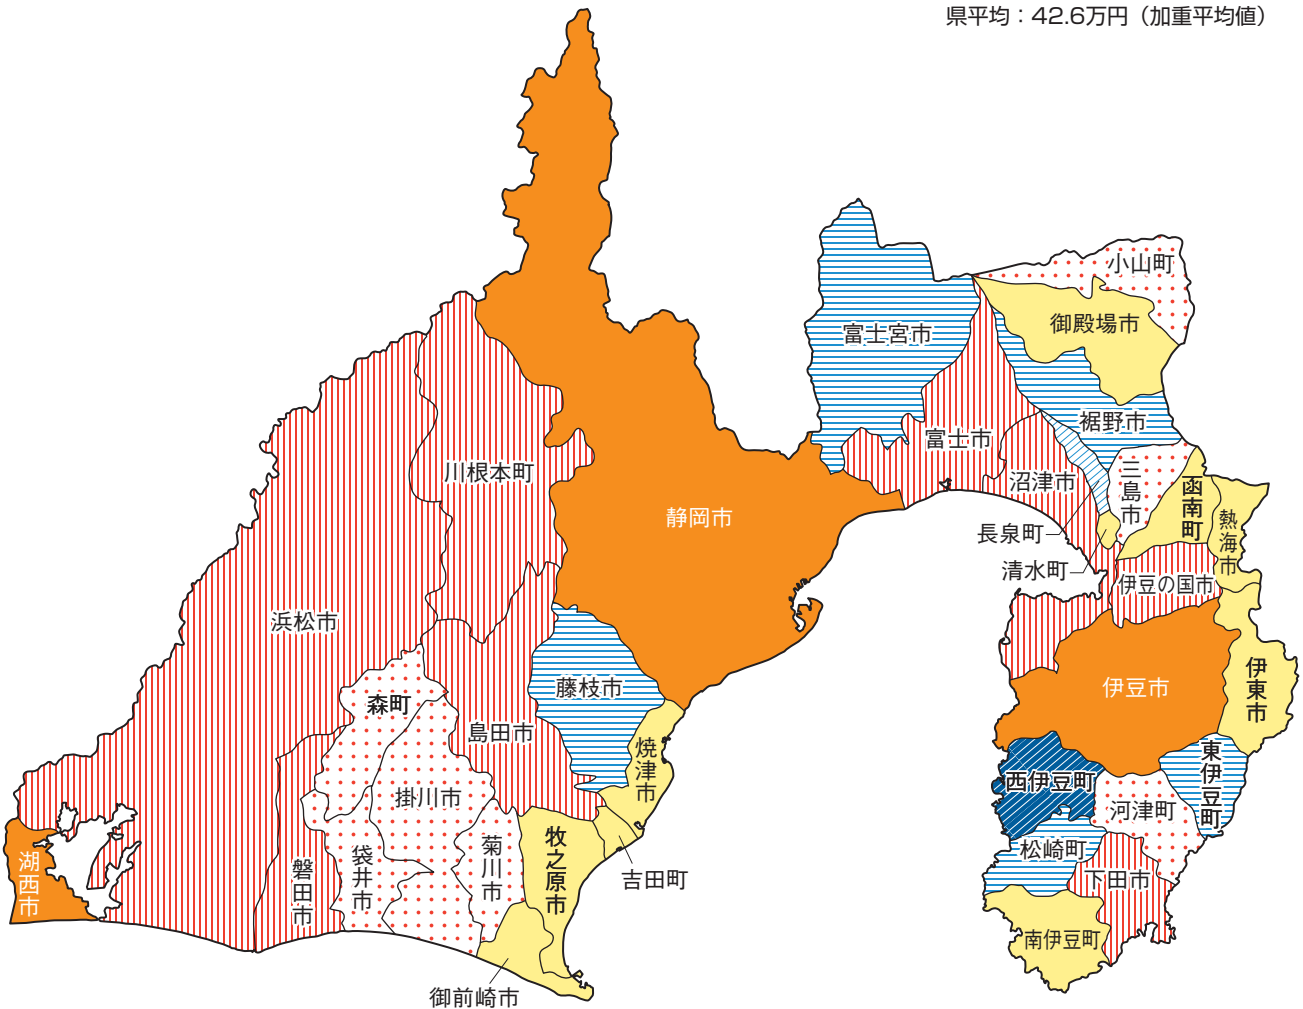 県平均：42.6万円（加重平均値）
小山町
御殿場市
富士宮市
裾野市
富士市
川根本町
沼津市
三島市
函南町
熱海市
静岡市
長泉町
清水町
伊豆の国市
浜松市
藤枝市
伊豆市
伊東市
森町
島田市
焼津市
東伊豆町
西伊豆町
掛川市
河津町
菊川市
牧之原市
松崎町
湖西市
磐田市
袋井市
吉田町
下田市
南伊豆町
御前崎市